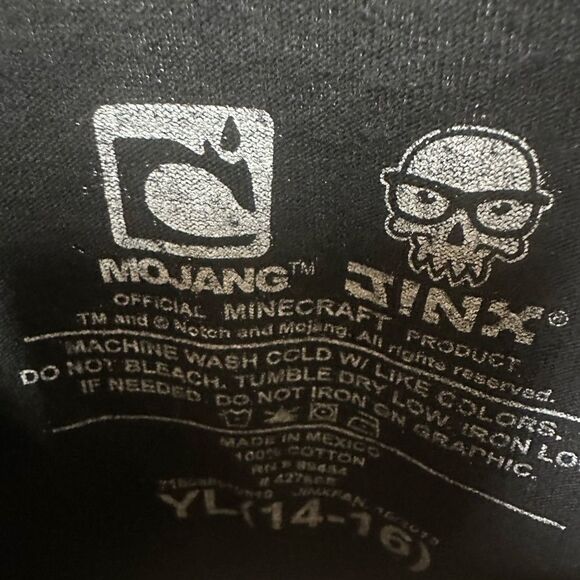 MOJANG™
JINX®
OFFICIAL MINECRAFT PRODUCT
TM and © Notch and Mojang. All rights reserved.
MACHINE WASH COLD W/ LIKE COLORS.
DO NOT BLEACH. TUMBLE DRY LOW. IRON LO
IF NEEDED. DO NOT IRON ON GRAPHIC.
MADE IN MEXICO
100% COTTON
RN #
YL(14-16)